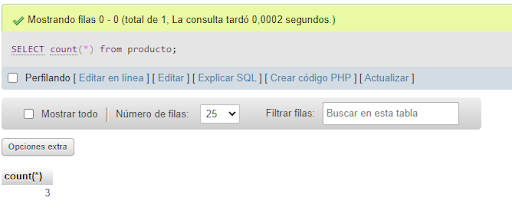 Mostrando filas 0 - 0 (total de 1, La consulta tardó 0,0002 segundos.)
SELECT count(*) from producto;
Perfilando [ Editar en línea ] [ Editar ] [ Explicar SQL ] [ Crear código PHP ] [ Actualizar ]
Mostrar todo Número de filas: 25 Filtrar filas: Buscar en esta tabla
Opciones extra
count(*)
3